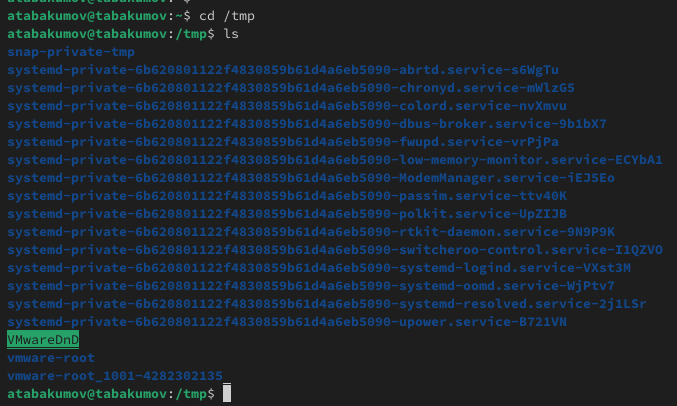 atabakumov@tabakumov:~$ cd /tmp
atabakumov@tabakumov:/tmp$ ls
snap-private-tmp
systemd-private-6b620801122f4830859b61d4a6eb5090-abrtd.service-s6WgTu
systemd-private-6b620801122f4830859b61d4a6eb5090-chronyd.service-mWlzG5
systemd-private-6b620801122f4830859b61d4a6eb5090-colord.service-nvXmvu
systemd-private-6b620801122f4830859b61d4a6eb5090-dbus-broker.service-9b1bX7
systemd-private-6b620801122f4830859b61d4a6eb5090-fwupd.service-vrPjPa
systemd-private-6b620801122f4830859b61d4a6eb5090-low-memory-monitor.service-ECYbA1
systemd-private-6b620801122f4830859b61d4a6eb5090-ModemManager.service-iEJSEo
systemd-private-6b620801122f4830859b61d4a6eb5090-passim.service-ttv40K
systemd-private-6b620801122f4830859b61d4a6eb5090-polkit.service-UpZIJB
systemd-private-6b620801122f4830859b61d4a6eb5090-rtkit-daemon.service-9N9P9K
systemd-private-6b620801122f4830859b61d4a6eb5090-switcheroo-control.service-I1QZVO
systemd-private-6b620801122f4830859b61d4a6eb5090-systemd-logind.service-VXst3M
systemd-private-6b620801122f4830859b61d4a6eb5090-systemd-oomd.service-WjPtv7
systemd-private-6b620801122f4830859b61d4a6eb5090-systemd-resolved.service-2j1LSr
systemd-private-6b620801122f4830859b61d4a6eb5090-upower.service-B721VN
VMwareDnD
vmware-root
vmware-root_1001-4282302135
atabakumov@tabakumov:/tmp$